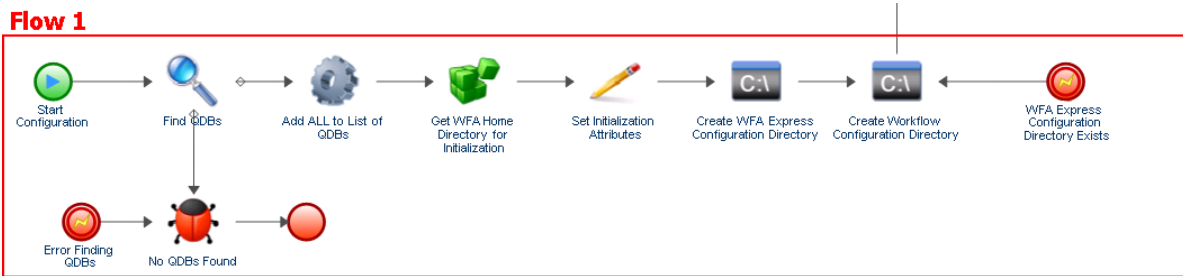 Flow 1
Start
Configuration
Find QDBs
Add ALL to List of
QDBs
Get WFA Home
Directory for
Initialization
Set Initialization
Attributes
C:\
Create WFA Express
Configuration Directory
C:\
Create Workflow
Configuration Directory
WFA Express
Configuration
Directory Exists
Error Finding
QDBs
No QDBs Found